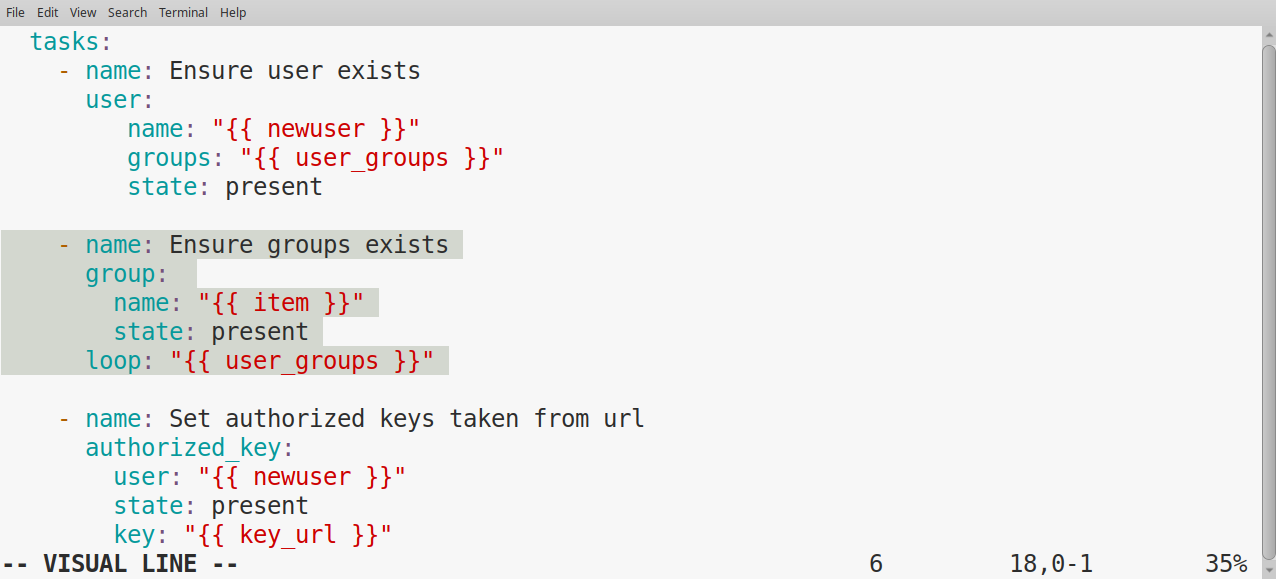 File Edit View Search Terminal Help
tasks:
- name: Ensure user exists
user:
name: "{{ newuser }}"
groups: "{{ user_groups }}"
state: present
- name: Ensure groups exists
group:
name: "{{ item }}"
state: present
loop: "{{ user_groups }}"
- name: Set authorized keys taken from url
authorized_key:
user: "{{ newuser }}"
state: present
key: "{{ key_url }}"
-- VISUAL LINE -- 6 18,0-1 35%